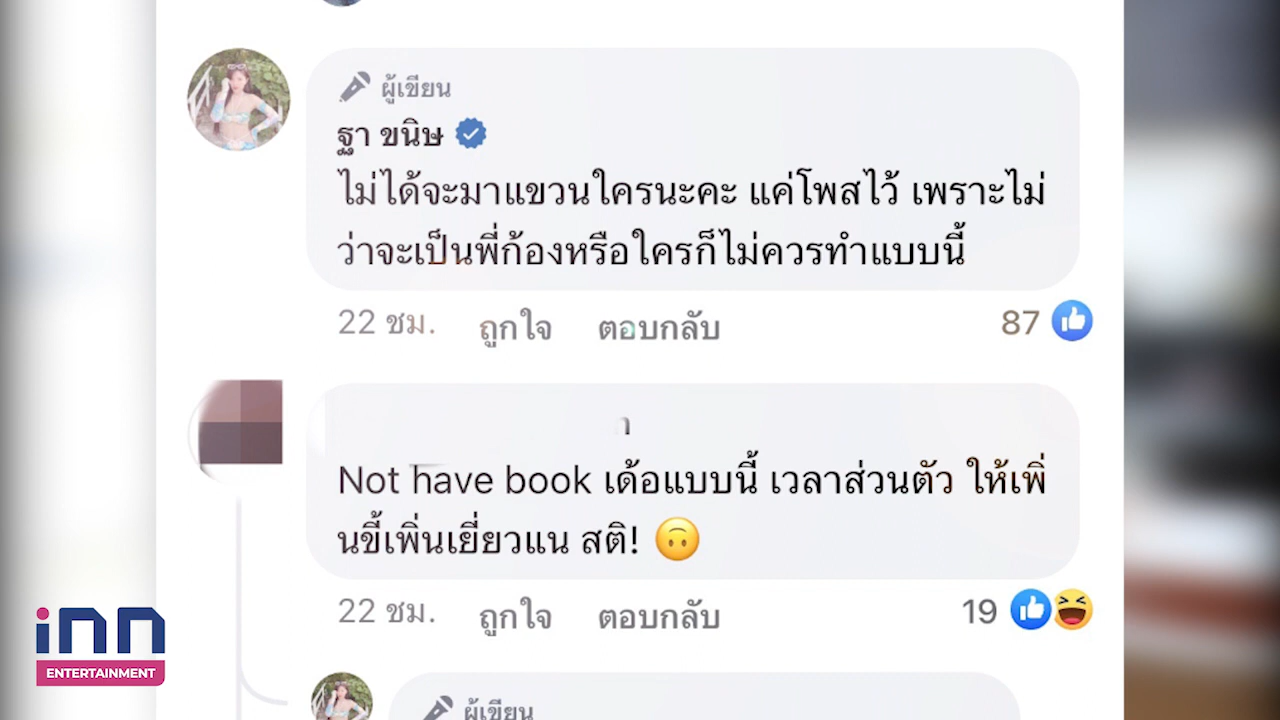 ผู้เขียน
ฐา ขนิษ
ไม่ได้จะมาแขวนใครนะคะ แค่โพสไว้ เพราะไม่
ว่าจะเป็นพี่ก้องหรือใครก็ไม่ควรทำแบบนี้
22 ชม. ถูกใจ ตอบกลับ 87
Not have book เด้อแบบนี้ เวลาส่วนตัว ให้เพิ่
นขี้เพิ่นเยี่ยวแน สติ! 🙃
22 ชม. ถูกใจ ตอบกลับ 19
ผู้เขียน
inn
ENTERTAINMENT